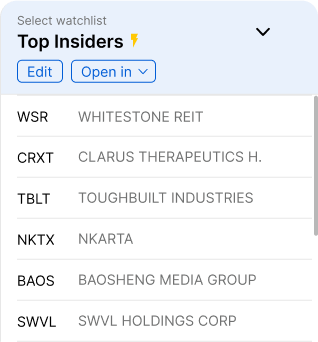 Select watchlist
Top Insiders
Edit Open in
WSR WHITESTONE REIT
CRXT CLARUS THERAPEUTICS H.
TBLT TOUGHBUILT INDUSTRIES
NKTX NKARTA
BAOS BAOSHENG MEDIA GROUP
SWVL SWVL HOLDINGS CORP